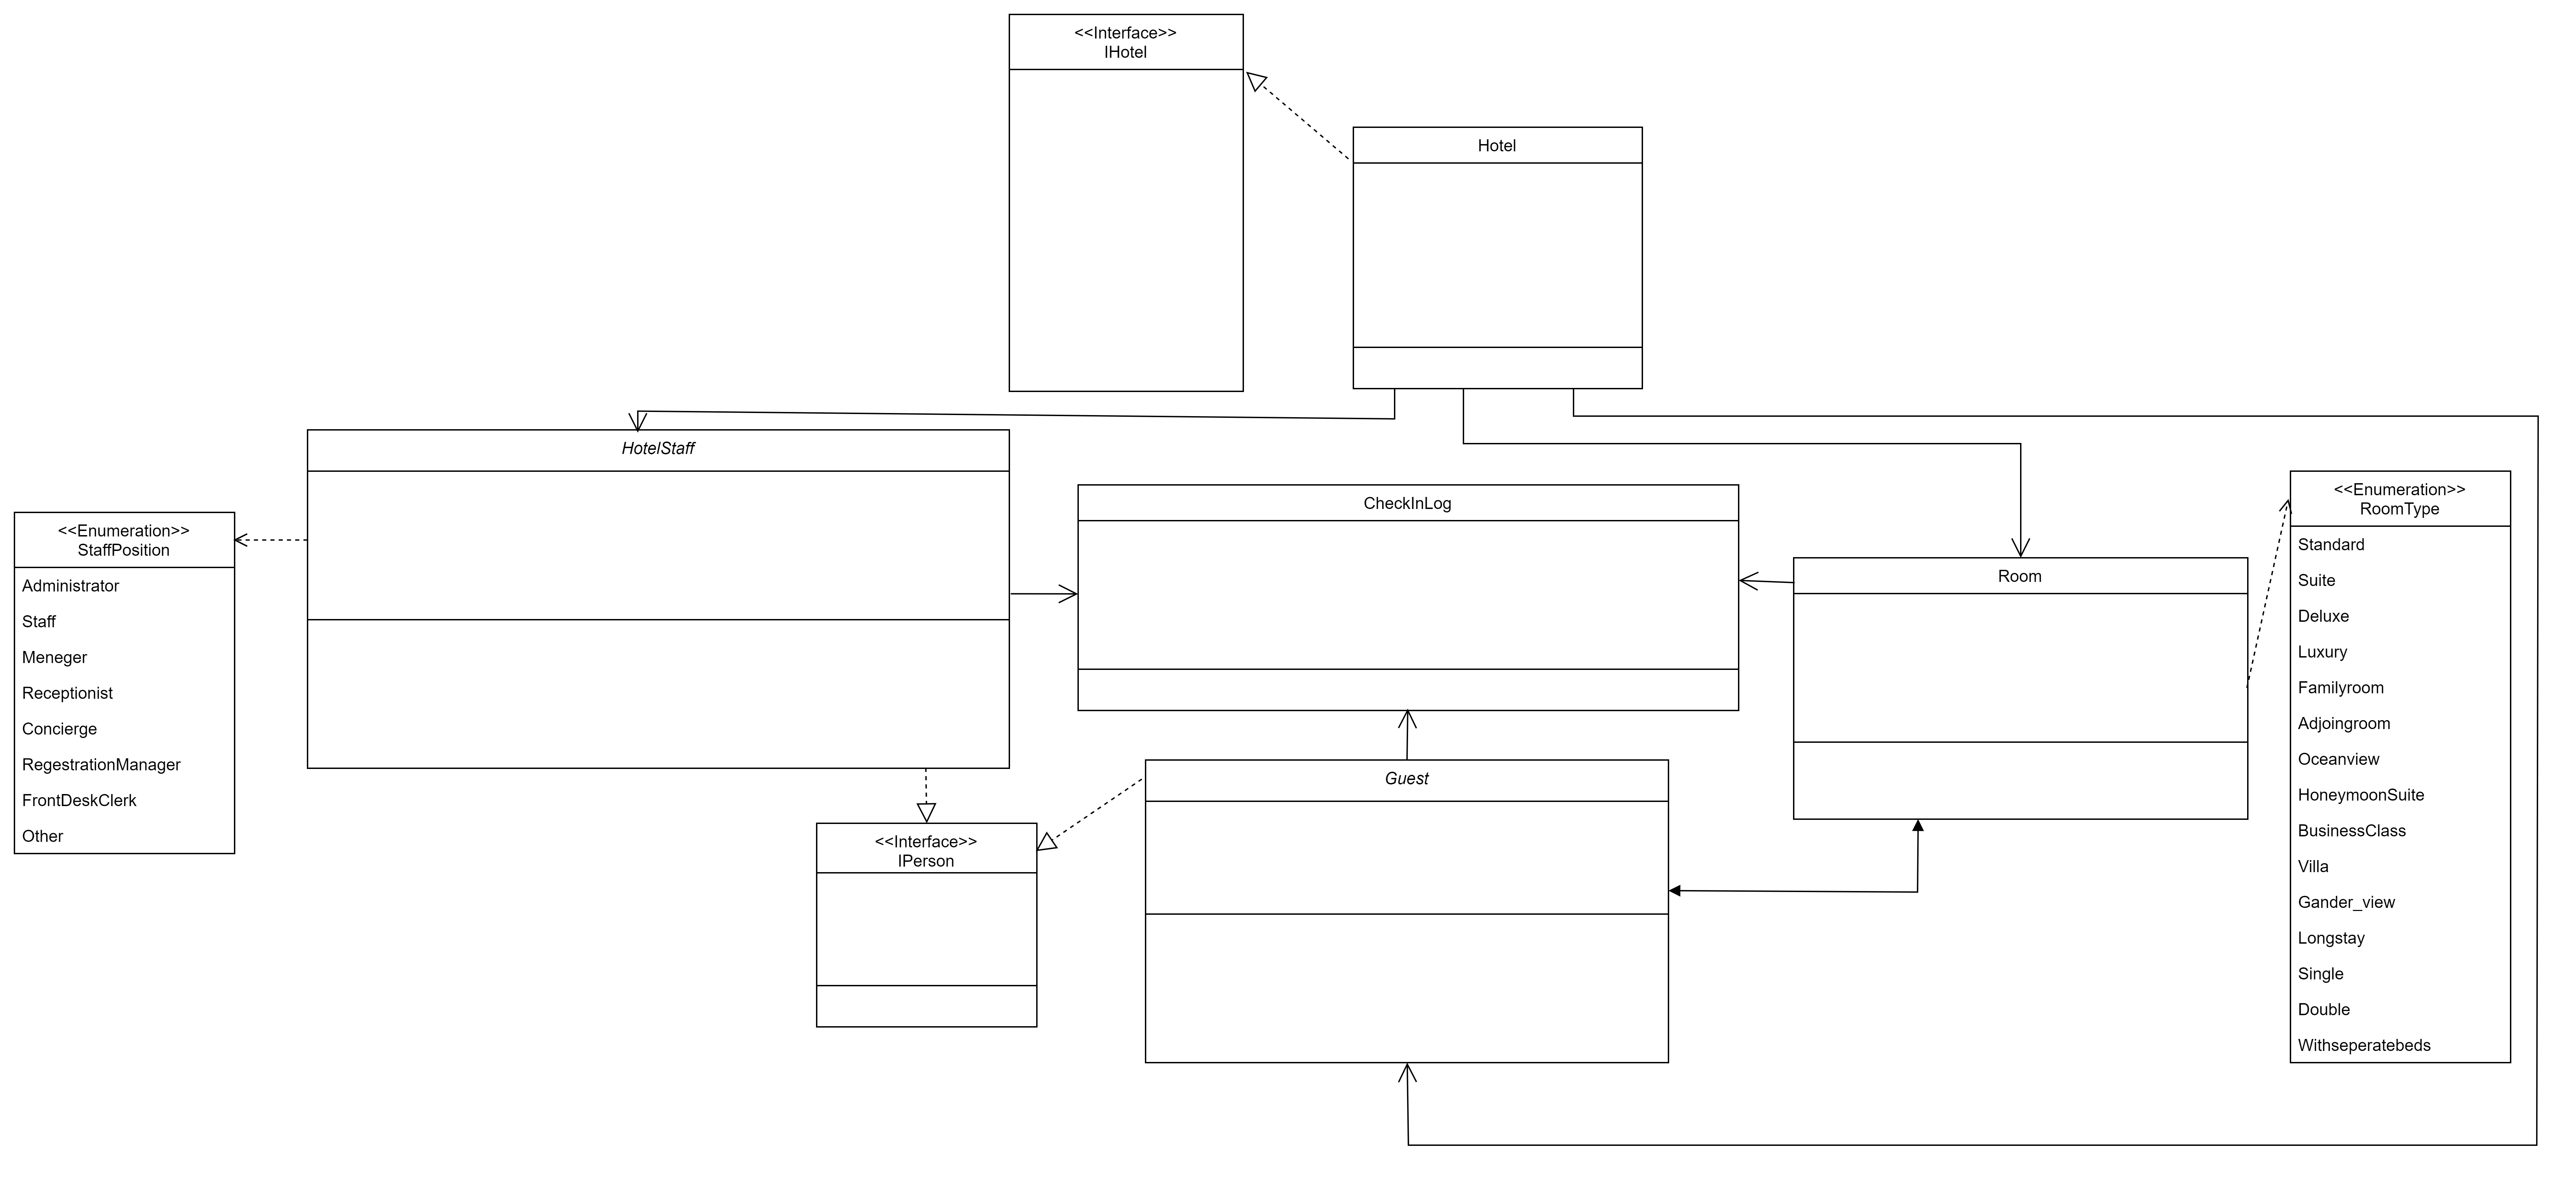 <<Interface>>
IHotel
Hotel
HotelStaff
<<Enumeration>>
StaffPosition
Administrator
Staff
Meneger
Receptionist
Concierge
RegestrationManager
FrontDeskClerk
Other
CheckInLog
Room
<<Enumeration>>
RoomType
Standard
Suite
Deluxe
Luxury
Familyroom
Adjoingroom
Oceanview
HoneymoonSuite
BusinessClass
Villa
Gander_view
Longstay
Single
Double
Withseperatebeds
Guest
<<Interface>>
IPerson